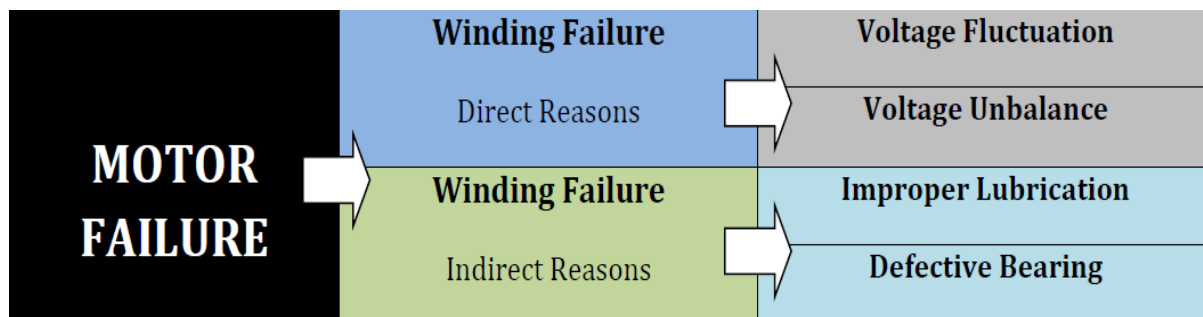 MOTOR
FAILURE
Winding Failure
Direct Reasons
Voltage Fluctuation
Voltage Unbalance
Winding Failure
Indirect Reasons
Improper Lubrication
Defective Bearing